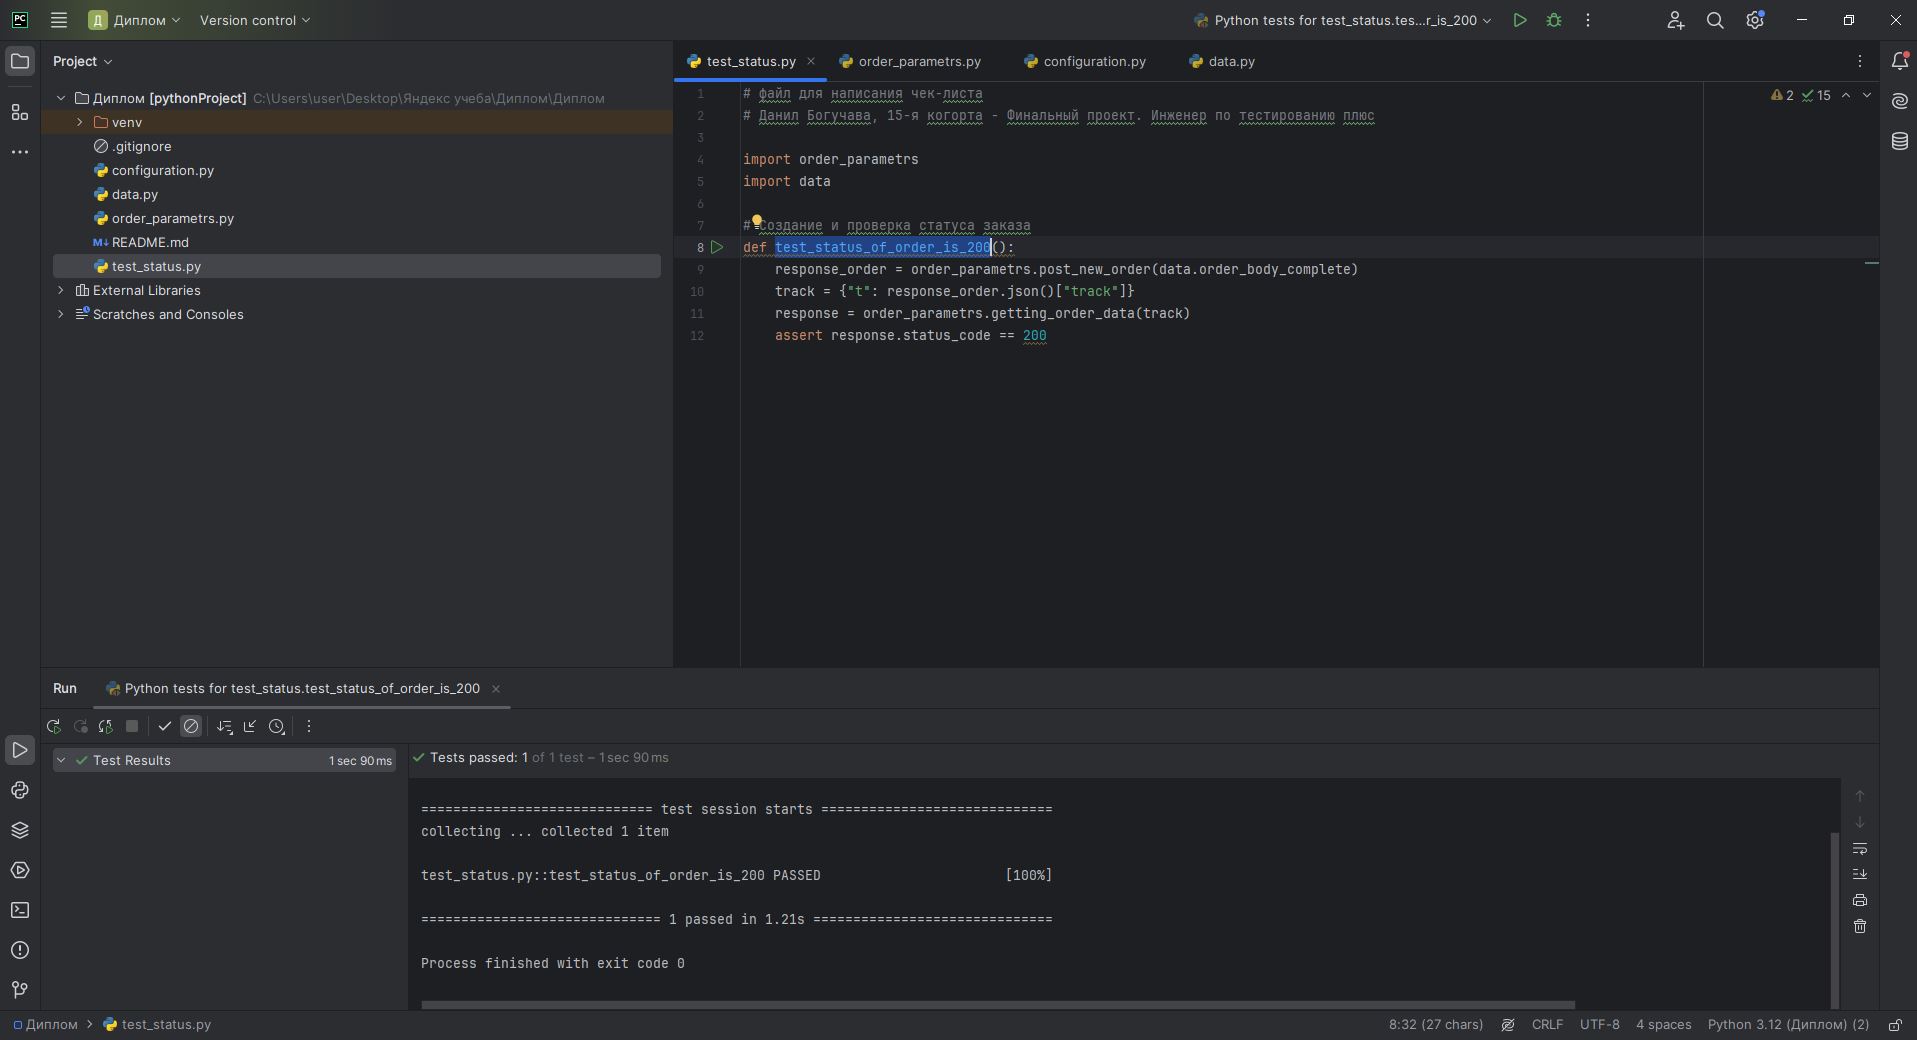 PC Д Диплом Version control Python tests for test_status.tes...r_is_200
Project
Диплом [pythonProject] C:\Users\user\Desktop\Яндекс учеба\Диплом\Диплом
venv
.gitignore
configuration.py
data.py
order_parametrs.py
M↓ README.md
test_status.py
External Libraries
Scratches and Consoles
test_status.py order_parametrs.py configuration.py data.py
2 15
1 # файл для написания чек-листа
2 # Данил Богучава, 15-я когорта - Финальный проект. Инженер по тестированию плюс
3
4 import order_parametrs
5 import data
6
7 # Создание и проверка статуса заказа
8 def test_status_of_order_is_200():
9 response_order = order_parametrs.post_new_order(data.order_body_complete)
10 track = {"t": response_order.json()["track"]}
11 response = order_parametrs.getting_order_data(track)
12 assert response.status_code == 200
Run Python tests for test_status.test_status_of_order_is_200
Test Results 1 sec 90 ms
Tests passed: 1 of 1 test – 1 sec 90 ms
============================= test session starts =============================
collecting ... collected 1 item
test_status.py::test_status_of_order_is_200 PASSED [100%]
============================== 1 passed in 1.21s ==============================
Process finished with exit code 0
Диплом > test_status.py
8:32 (27 chars) CRLF UTF-8 4 spaces Python 3.12 (Диплом) (2)